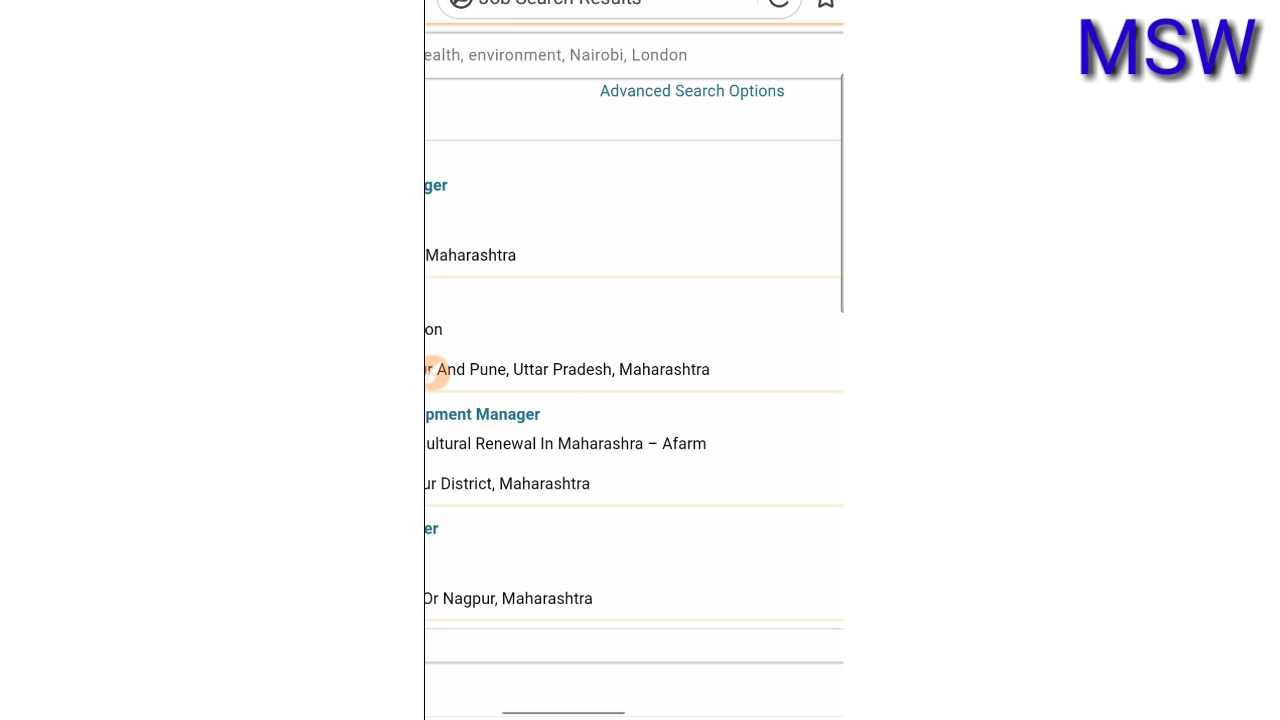 Job Search Results
MSW
ealth, environment, Nairobi, London
Advanced Search Options
ger
Maharashtra
on
ur And Pune, Uttar Pradesh, Maharashtra
pment Manager
ultural Renewal In Maharashra – Afarm
ur District, Maharashtra
er
Or Nagpur, Maharashtra